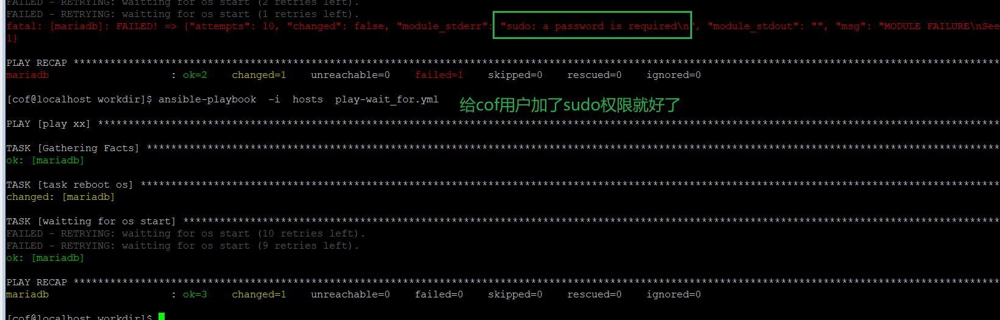 FAILED - RETRYING: waitting for os start (2 retries left).
FAILED - RETRYING: waitting for os start (1 retries left).
fatal: [mariadb]: FAILED! => {"attempts": 10, "changed": false, "module_stderr": "sudo: a password is required\n", "module_stdout": "", "msg": "MODULE FAILURE\nSee
1}
PLAY RECAP *********************************************************************************************************************************************************
mariadb : ok=2 changed=1 unreachable=0 failed=1 skipped=0 rescued=0 ignored=0
[cof@localhost workdir]$ ansible-playbook -i hosts play-wait_for.yml
给cof用户加了sudo权限就好了
PLAY [play xx] *****************************************************************************************************************************************************
TASK [Gathering Facts] *********************************************************************************************************************************************
ok: [mariadb]
TASK [task reboot os] **********************************************************************************************************************************************
changed: [mariadb]
TASK [waitting for os start] ***************************************************************************************************************************************
FAILED - RETRYING: waitting for os start (10 retries left).
FAILED - RETRYING: waitting for os start (9 retries left).
ok: [mariadb]
PLAY RECAP *********************************************************************************************************************************************************
mariadb : ok=3 changed=1 unreachable=0 failed=0 skipped=0 rescued=0 ignored=0
[cof@localhost workdir]$